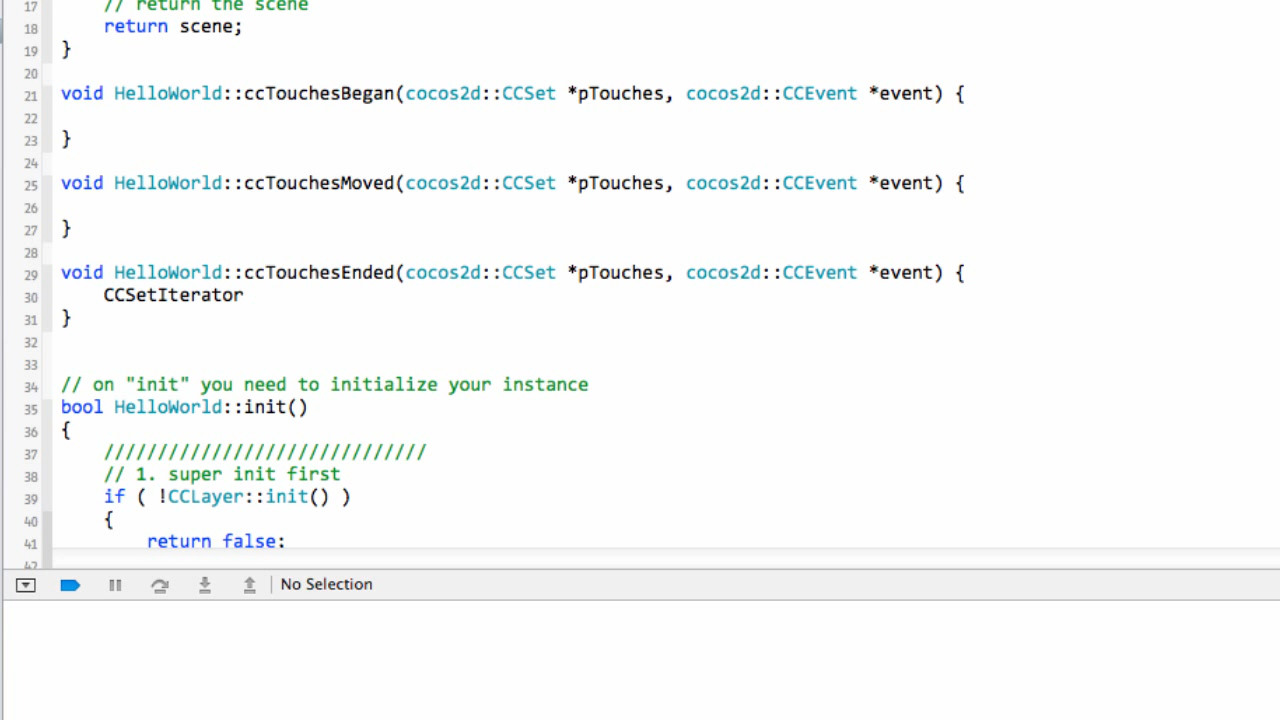 17 // return the scene
18 return scene;
19 }
20
21 void HelloWorld::ccTouchesBegan(cocos2d::CCSet *pTouches, cocos2d::CCEvent *event) {
22
23 }
24
25 void HelloWorld::ccTouchesMoved(cocos2d::CCSet *pTouches, cocos2d::CCEvent *event) {
26
27 }
28
29 void HelloWorld::ccTouchesEnded(cocos2d::CCSet *pTouches, cocos2d::CCEvent *event) {
30 CCSetIterator
31 }
32
33
34 // on "init" you need to initialize your instance
35 bool HelloWorld::init()
36 {
37 //////////////////////////////
38 // 1. super init first
39 if ( !CCLayer::init() )
40 {
41 return false;
42
No Selection